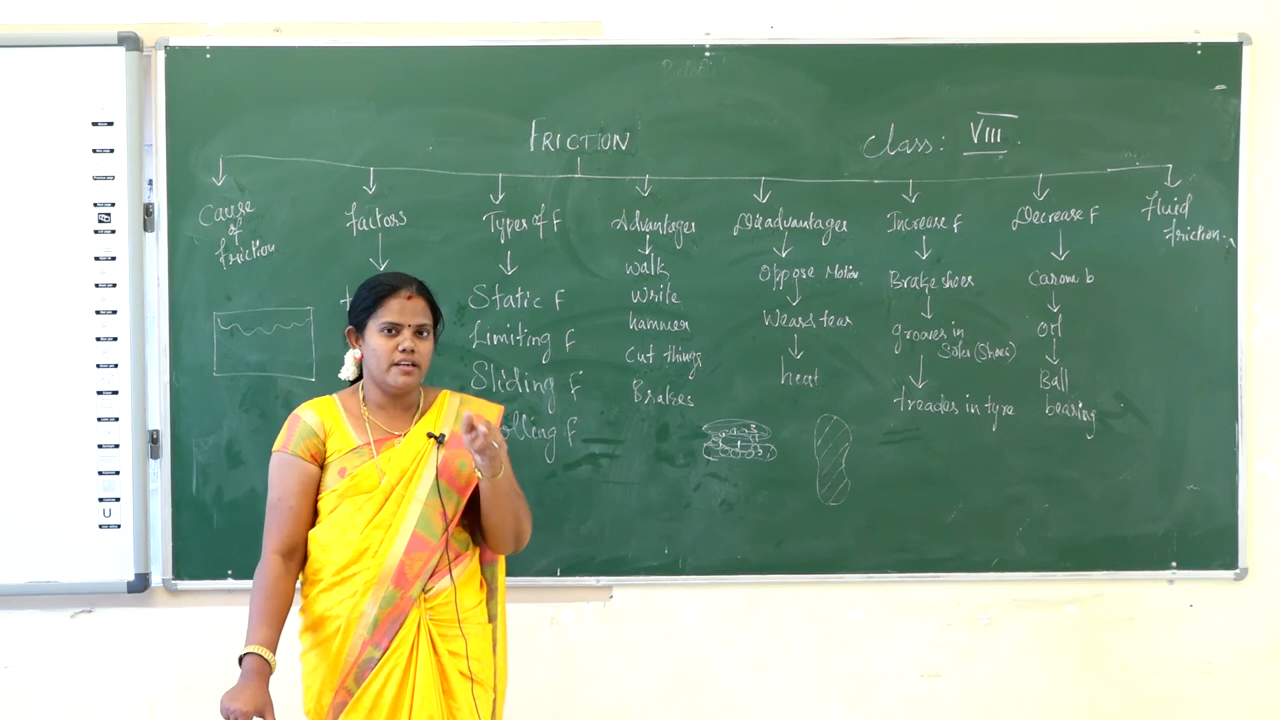 FRICTION
Class: VIII
Cause
of
friction
factors
Types of F
Static F
Limiting F
Sliding F
olling F
Advantages
walk
write
hammer
Cut things
Brakes
Disadvantages
Oppose Motion
Wear & tear
heat
Increase F
Brake shoes
grooves in
Soles (Shoes)
treades in tyre
Decrease F
Carom b
Oil
Ball
bearing
Fluid
friction.
U